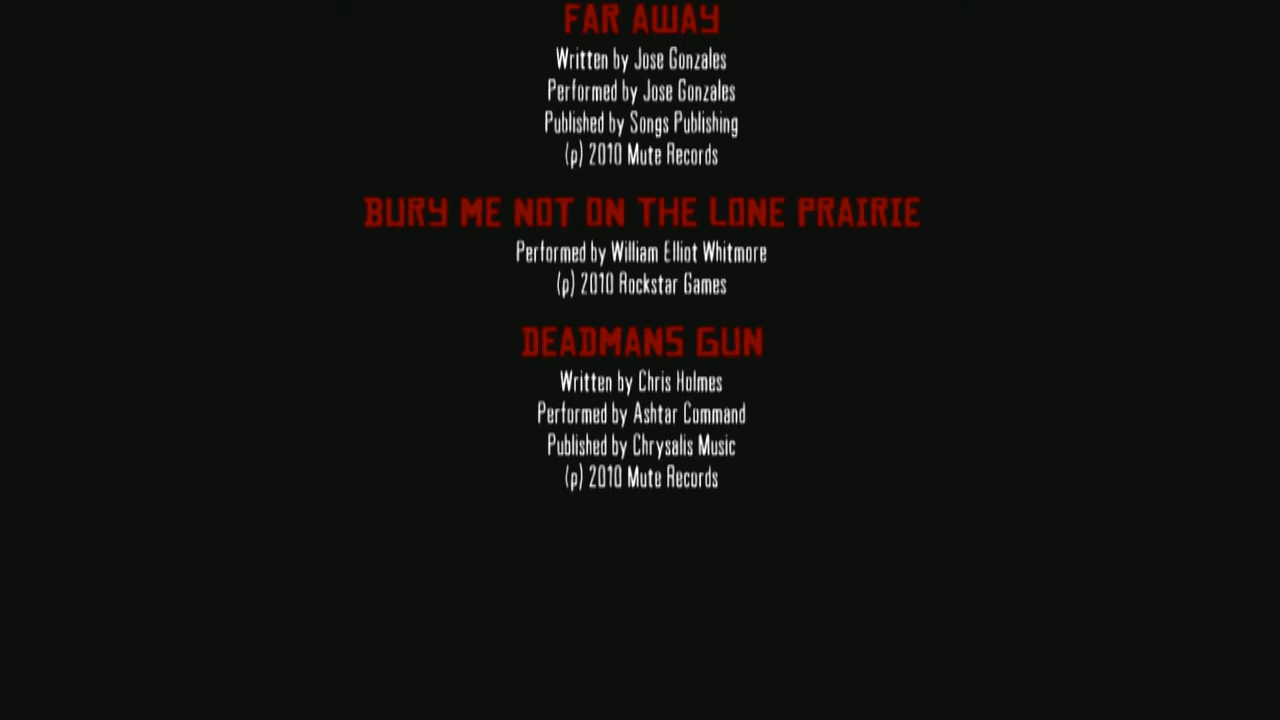 FAR AWAY
Written by Jose Gonzales
Performed by Jose Gonzales
Published by Songs Publishing
(p) 2010 Mute Records
BURY ME NOT ON THE LONE PRAIRIE
Performed by William Elliot Whitmore
(p) 2010 Rockstar Games
DEADMANS GUN
Written by Chris Holmes
Performed by Ashtar Command
Published by Chrysalis Music
(p) 2010 Mute Records